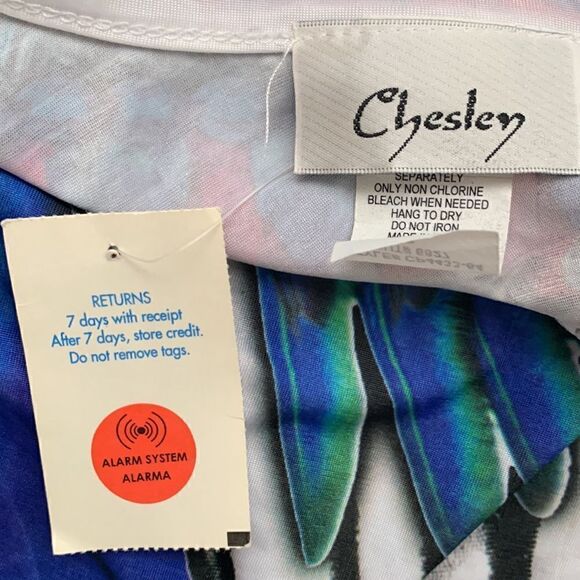 Chesley
SEPARATELY
ONLY NON CHLORINE
BLEACH WHEN NEEDED
HANG TO DRY
DO NOT IRON
MADE
RETURNS
7 days with receipt
After 7 days, store credit.
Do not remove tags.
ALARM SYSTEM
ALARMA